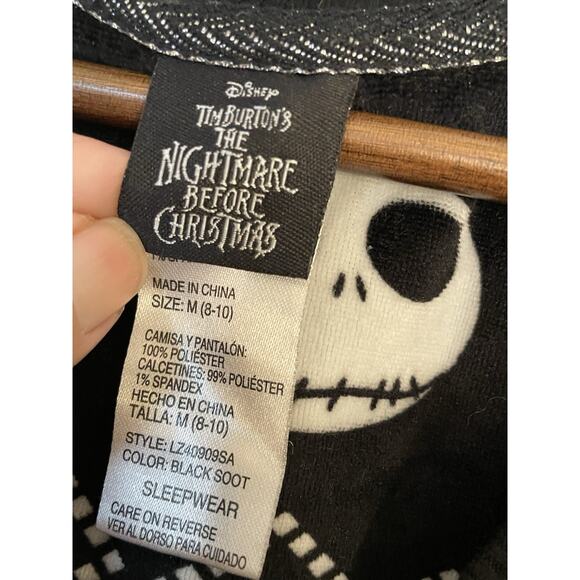 Disney
TIM BURTON'S
THE
NIGHTMARE
BEFORE
CHRISTMAS
MADE IN CHINA
SIZE: M (8-10)
CAMISA Y PANTALÓN:
100% POLIÉSTER
CALCETINES: 99% POLIÉSTER
1% SPANDEX
HECHO EN CHINA
TALLA: M (8-10)
STYLE: LZ40909SA
COLOR: BLACK SOOT
SLEEPWEAR
CARE ON REVERSE
VER AL DORSO PARA CUIDADO